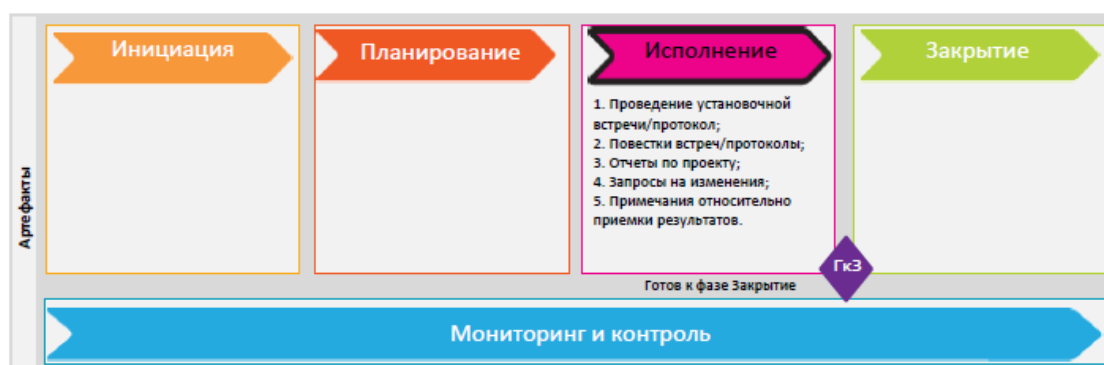 Инициация
Планирование
Исполнение
Закрытие
Артефакты
1. Проведение установочной
встречи/протокол;
2. Повестки встреч/протоколы;
3. Отчеты по проекту;
4. Запросы на изменения;
5. Примечания относительно
приемки результатов.
ГкЗ
Готов к фазе Закрытие
Мониторинг и контроль